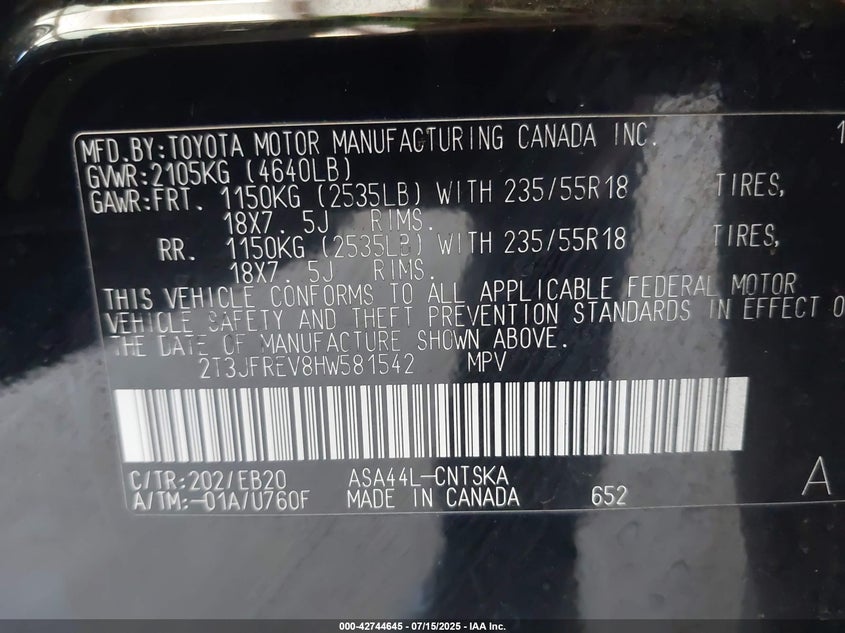 MFD.BY:TOYOTA MOTOR MANUFACTURING CANADA INC. 1
GVWR:2105KG (4640LB)
GAWR:FRT. 1150KG (2535LB) WITH 235/55R18 TIRES,
18X7. 5J RIMS.
RR. 1150KG (2535LB) WITH 235/55R18 TIRES,
18X7. 5J RIMS.
THIS VEHICLE CONFORMS TO ALL APPLICABLE FEDERAL MOTOR
VEHICLE SAFETY AND THEFT PREVENTION STANDARDS IN EFFECT O
THE DATE OF MANUFACTURE SHOWN ABOVE.
2T3JFREV8HW581542 MPV
C/TR:202/EB20 ASA44L-CNTSKA A
A/TM:-01A/U760F MADE IN CANADA 652
000-42744645 - 07/15/2025 - IAA Inc.